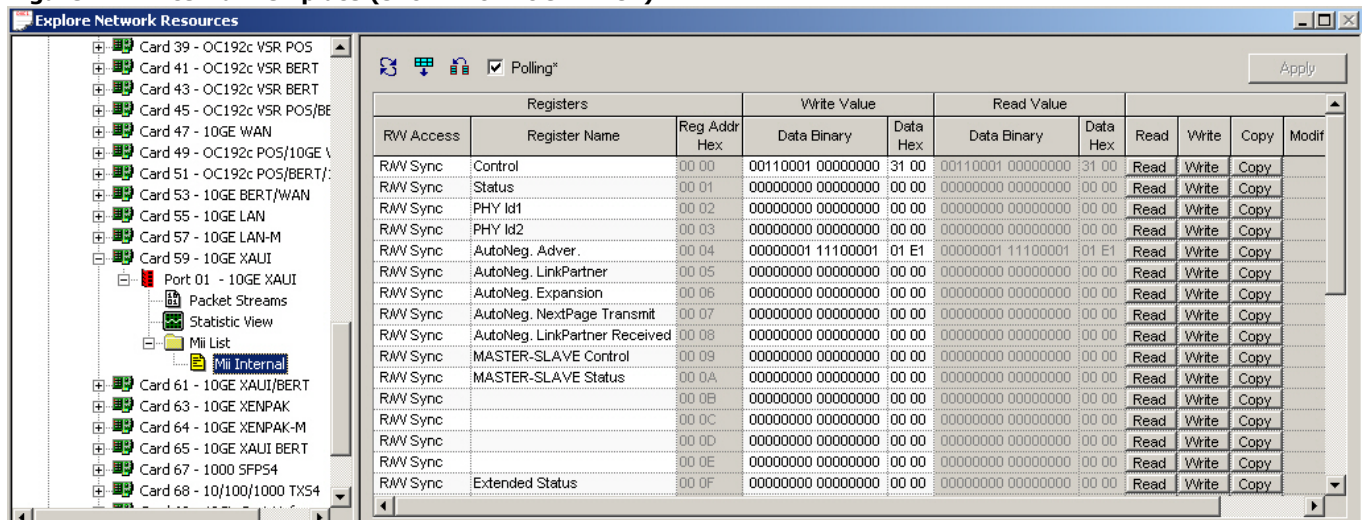 Explore Network Resources
Card 39 - OC192c VSR POS
Card 41 - OC192c VSR BERT
Card 43 - OC192c VSR BERT
Card 45 - OC192c VSR POS/BE
Card 47 - 10GE WAN
Card 49 - OC192c POS/10GE
Card 51 - OC192c POS/BERT/
Card 53 - 10GE BERT/WAN
Card 55 - 10GE LAN
Card 57 - 10GE LAN-M
Card 59 - 10GE XAUI
Port 01 - 10GE XAUI
Packet Streams
Statistic View
Mii List
Mii Internal
Card 61 - 10GE XAUI/BERT
Card 63 - 10GE XENPAK
Card 64 - 10GE XENPAK-M
Card 65 - 10GE XAUI BERT
Card 67 - 1000 SFPS4
Card 68 - 10/100/1000 TXS4
Polling* Apply
Registers Write Value Read Value
R/W Access Register Name Reg Addr Hex Data Binary Data Hex Data Binary Data Hex Read Write Copy Modif
R/W Sync Control 00 00 00110001 00000000 31 00 00110001 00000000 31 00 Read Write Copy
R/W Sync Status 00 01 00000000 00000000 00 00 00000000 00000000 00 00 Read Write Copy
R/W Sync PHY Id1 00 02 00000000 00000000 00 00 00000000 00000000 00 00 Read Write Copy
R/W Sync PHY Id2 00 03 00000000 00000000 00 00 00000000 00000000 00 00 Read Write Copy
R/W Sync AutoNeg. Adver. 00 04 00000001 11100001 01 E1 00000001 11100001 01 E1 Read Write Copy
R/W Sync AutoNeg. LinkPartner 00 05 00000000 00000000 00 00 00000000 00000000 00 00 Read Write Copy
R/W Sync AutoNeg. Expansion 00 06 00000000 00000000 00 00 00000000 00000000 00 00 Read Write Copy
R/W Sync AutoNeg. NextPage Transmit 00 07 00000000 00000000 00 00 00000000 00000000 00 00 Read Write Copy
R/W Sync AutoNeg. LinkPartner Received 00 08 00000000 00000000 00 00 00000000 00000000 00 00 Read Write Copy
R/W Sync MASTER-SLAVE Control 00 09 00000000 00000000 00 00 00000000 00000000 00 00 Read Write Copy
R/W Sync MASTER-SLAVE Status 00 0A 00000000 00000000 00 00 00000000 00000000 00 00 Read Write Copy
R/W Sync 00 0B 00000000 00000000 00 00 00000000 00000000 00 00 Read Write Copy
R/W Sync 00 0C 00000000 00000000 00 00 00000000 00000000 00 00 Read Write Copy
R/W Sync 00 0D 00000000 00000000 00 00 00000000 00000000 00 00 Read Write Copy
R/W Sync 00 0E 00000000 00000000 00 00 00000000 00000000 00 00 Read Write Copy
R/W Sync Extended Status 00 0F 00000000 00000000 00 00 00000000 00000000 00 00 Read Write Copy